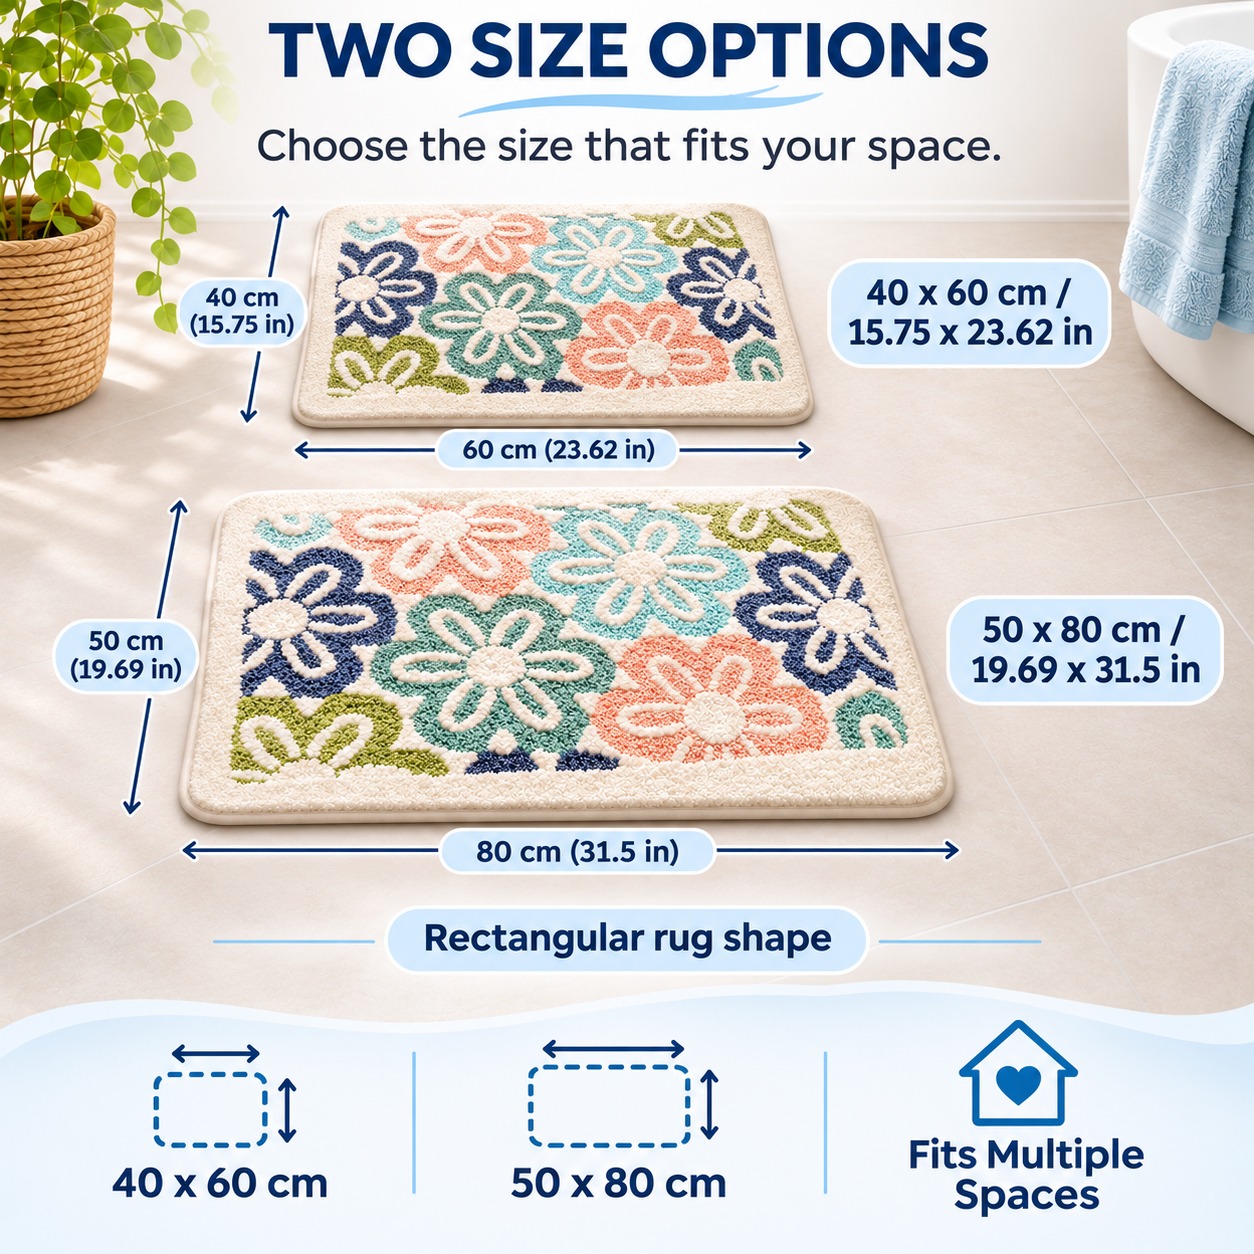 TWO SIZE OPTIONS
Choose the size that fits your space.
40 cm
(15.75 in)
40 x 60 cm /
15.75 x 23.62 in
60 cm (23.62 in)
50 cm
(19.69 in)
50 x 80 cm /
19.69 x 31.5 in
80 cm (31.5 in)
Rectangular rug shape
40 x 60 cm
50 x 80 cm
Fits Multiple
Spaces